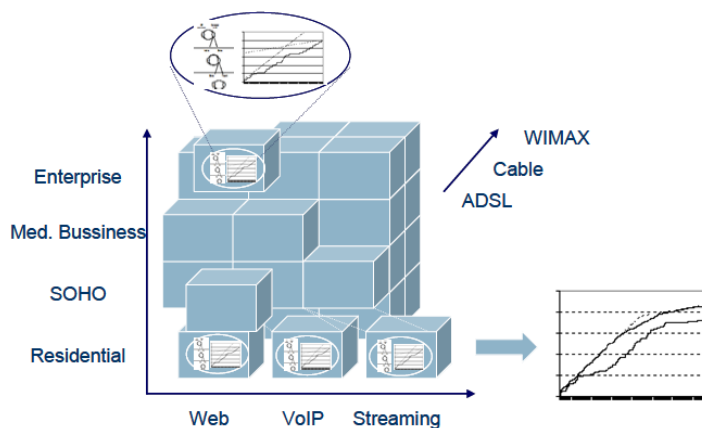 WIMAX
Cable
ADSL
Enterprise
Med. Bussiness
SOHO
Residential
Web VoIP Streaming